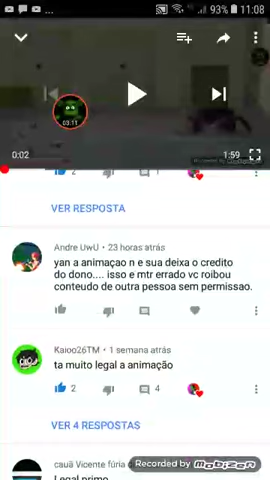 93% 11:08
03:11
0:02
1:59
2
1
VER RESPOSTA
Andre UwU • 23 horas atrás
yan a animaçao n e sua deixa o credito
do dono.... isso e mtr errado vc roibou
conteudo de outra pessoa sem permissao.
Kaioo26TM • 1 semana atrás
ta muito legal a animação
2
4
VER 4 RESPOSTAS
cauã Vicente fúria
Legal primo
Recorded by Mobizen